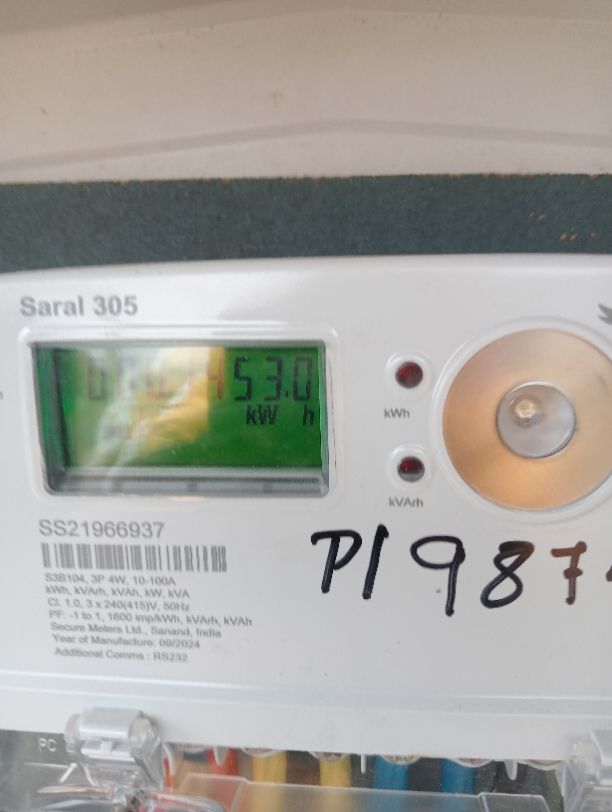 Saral 305
53.0
kW h
kWh
kVArh
SS21966937
S3B104, 3P 4W, 10-100A
kWh, kVArh, kVAh, kW, kVA
Cl. 1.0, 3 x 240(415)V, 50Hz
PF: -1 to 1, 1600 imp/kWh, kVArh, kVAh
Secure Meters Ltd., Sanand, India
Year of Manufacture: 09/2024
Additional Comms : RS232
P1987
PC